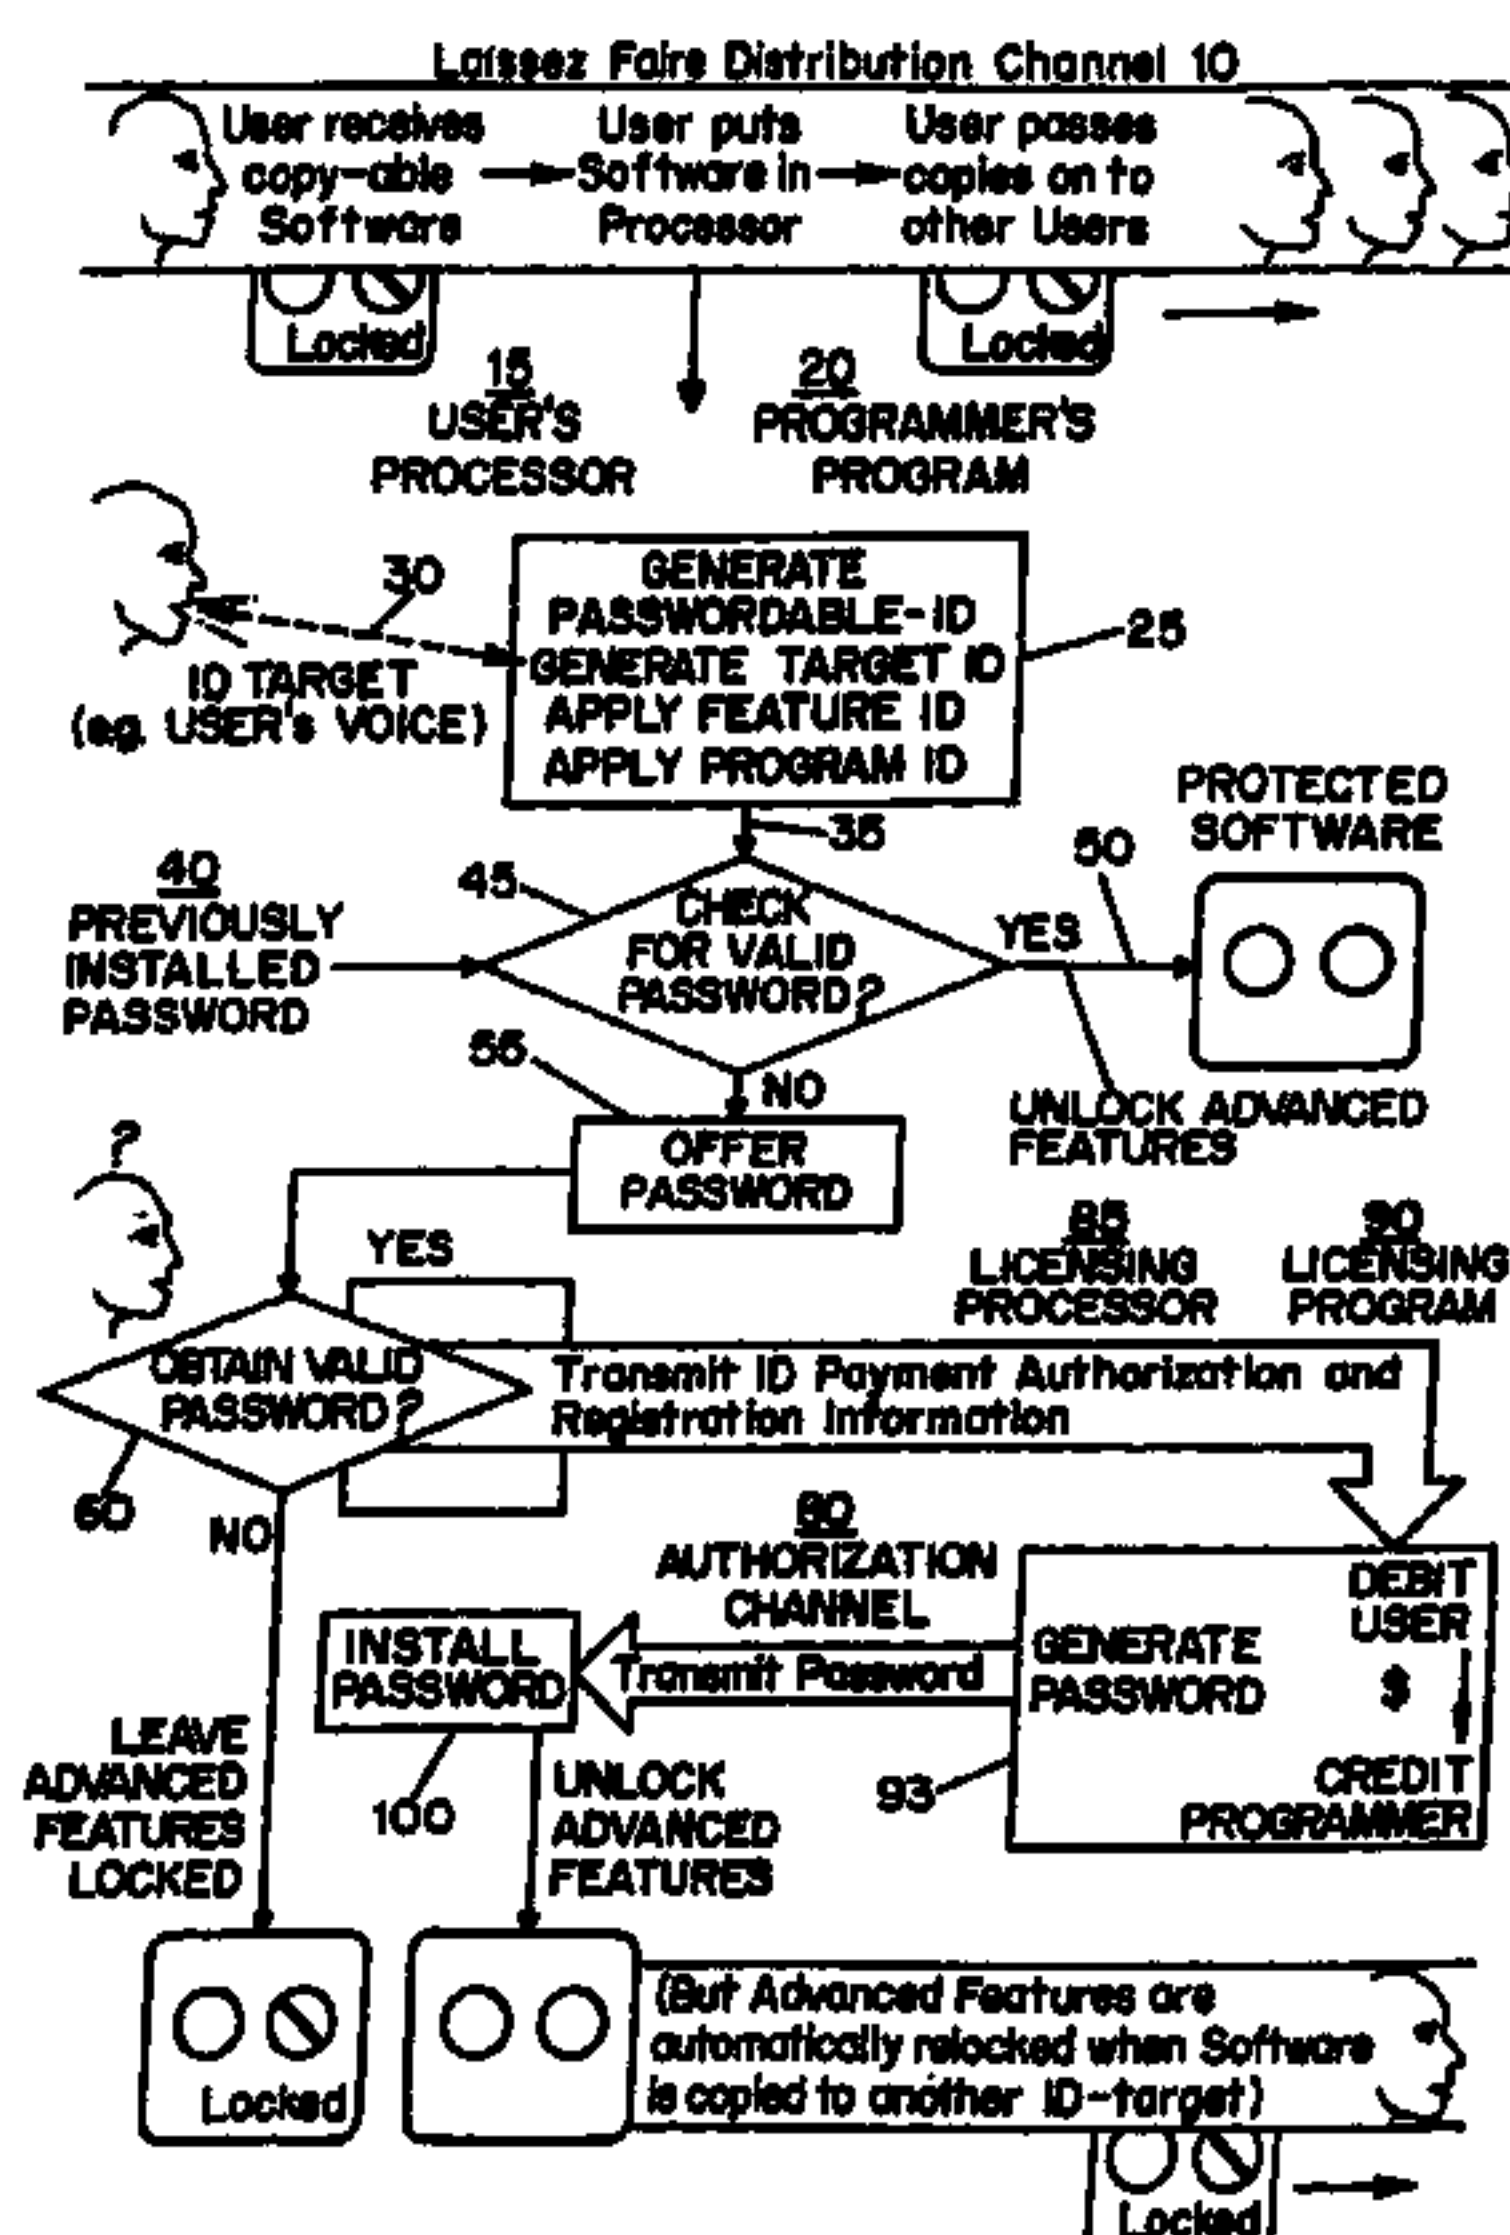 Laissez Faire Distribution Channel 10
User receives
copy-able
Software
User puts
Software in
Processor
User passes
copies on to
other Users
Locked
Locked
15
USER'S
PROCESSOR
20
PROGRAMMER'S
PROGRAM
30
ID TARGET
(e.g. USER's VOICE)
GENERATE
PASSWORDABLE-ID
GENERATE TARGET ID
APPLY FEATURE ID
APPLY PROGRAM ID
25
35
PROTECTED
SOFTWARE
40
PREVIOUSLY
INSTALLED
PASSWORD
45
CHECK
FOR VALID
PASSWORD?
YES
50
UNLOCK ADVANCED
FEATURES
55
NO
OFFER
PASSWORD
?
YES
85
LICENSING
PROCESSOR
90
LICENSING
PROGRAM
OBTAIN VALID
PASSWORD?
Transmit ID Payment Authorization and
Registration Information
60
NO
80
AUTHORIZATION
CHANNEL
INSTALL
PASSWORD
Transmit Password
GENERATE
PASSWORD
DEBIT
USER
$
CREDIT
PROGRAMMER
93
100
LEAVE
ADVANCED
FEATURES
LOCKED
UNLOCK
ADVANCED
FEATURES
Locked
(But Advanced Features are
automatically relocked when Software
is copied to another ID-target)
Locked